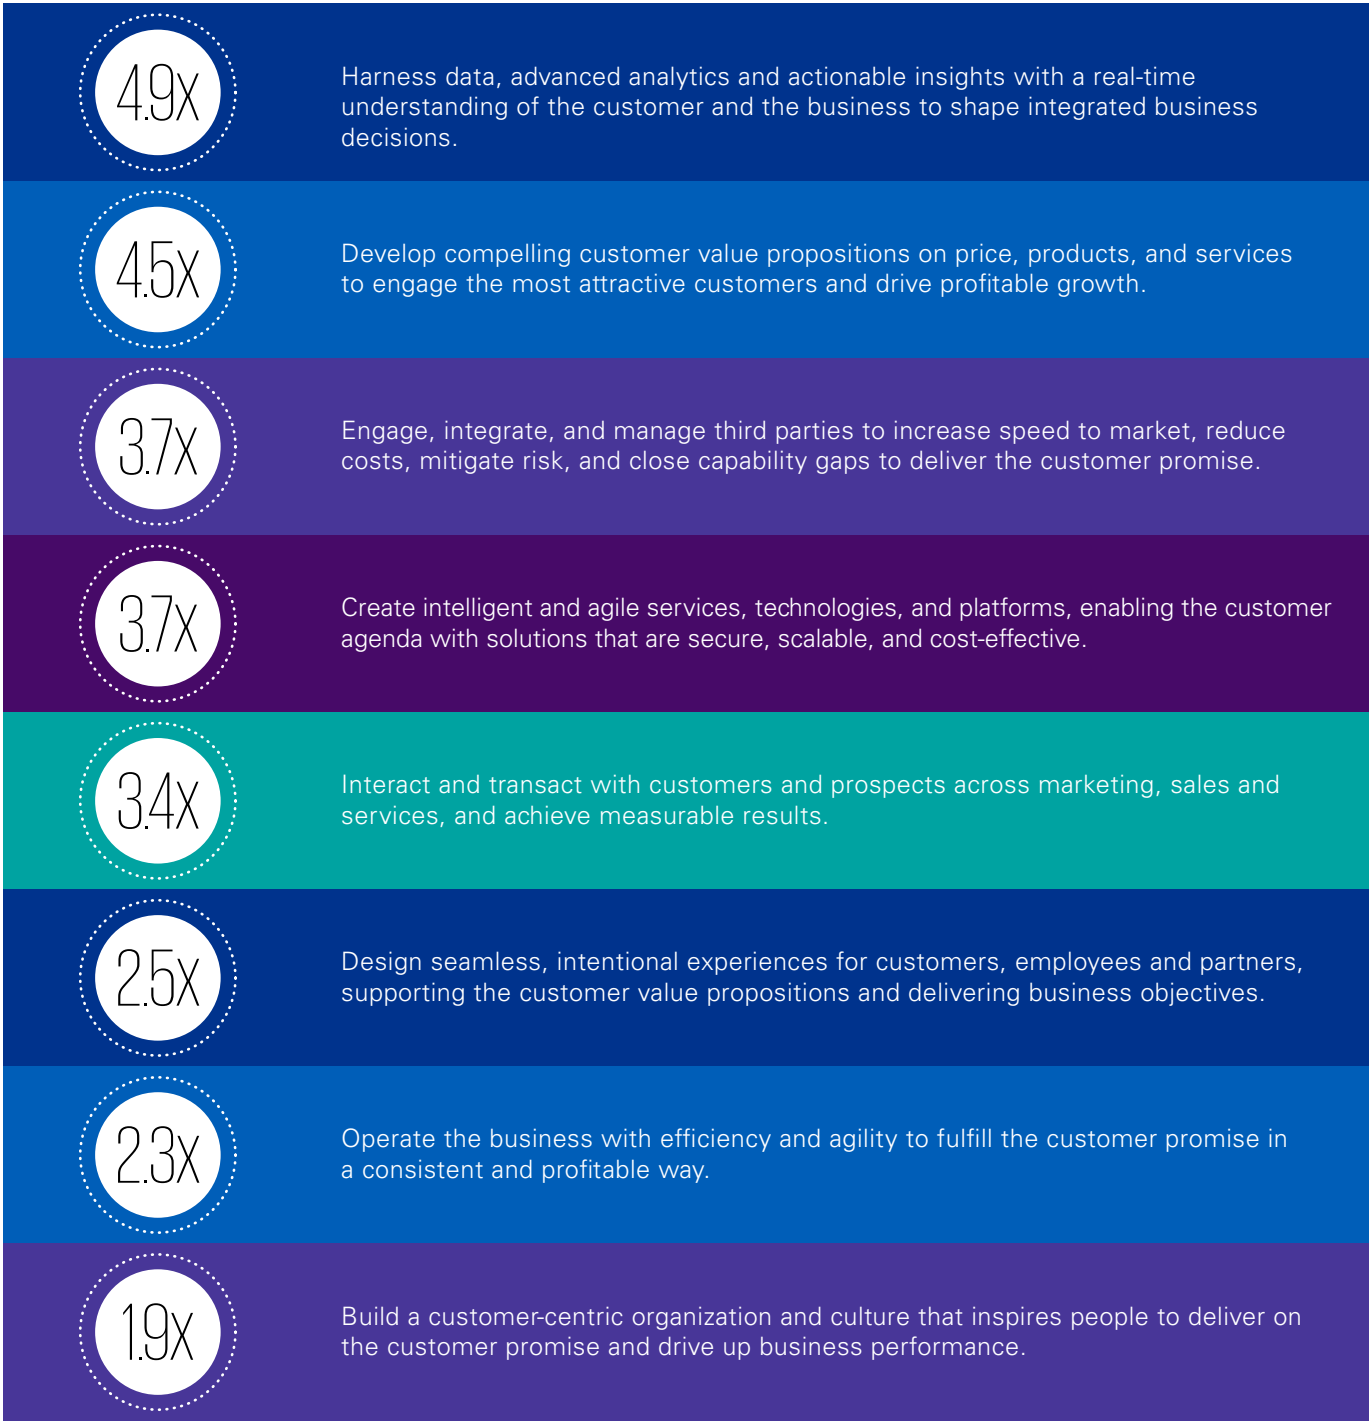 4.9x
Harness data, advanced analytics and actionable insights with a real-time
understanding of the customer and the business to shape integrated business
decisions.
4.5x
Develop compelling customer value propositions on price, products, and services
to engage the most attractive customers and drive profitable growth.
3.7x
Engage, integrate, and manage third parties to increase speed to market, reduce
costs, mitigate risk, and close capability gaps to deliver the customer promise.
3.7x
Create intelligent and agile services, technologies, and platforms, enabling the customer
agenda with solutions that are secure, scalable, and cost-effective.
3.4x
Interact and transact with customers and prospects across marketing, sales and
services, and achieve measurable results.
2.5x
Design seamless, intentional experiences for customers, employees and partners,
supporting the customer value propositions and delivering business objectives.
2.3x
Operate the business with efficiency and agility to fulfill the customer promise in
a consistent and profitable way.
1.9x
Build a customer-centric organization and culture that inspires people to deliver on
the customer promise and drive up business performance.